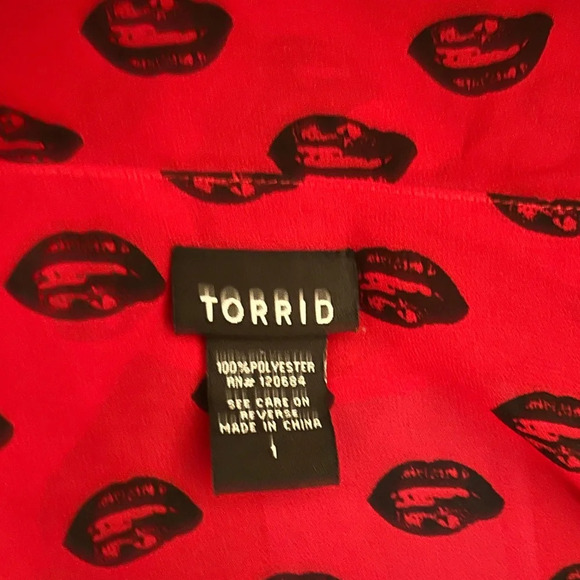 TORRID
100%POLYESTER
RN# 120684
SEE CARE ON
REVERSE
MADE IN CHINA
1